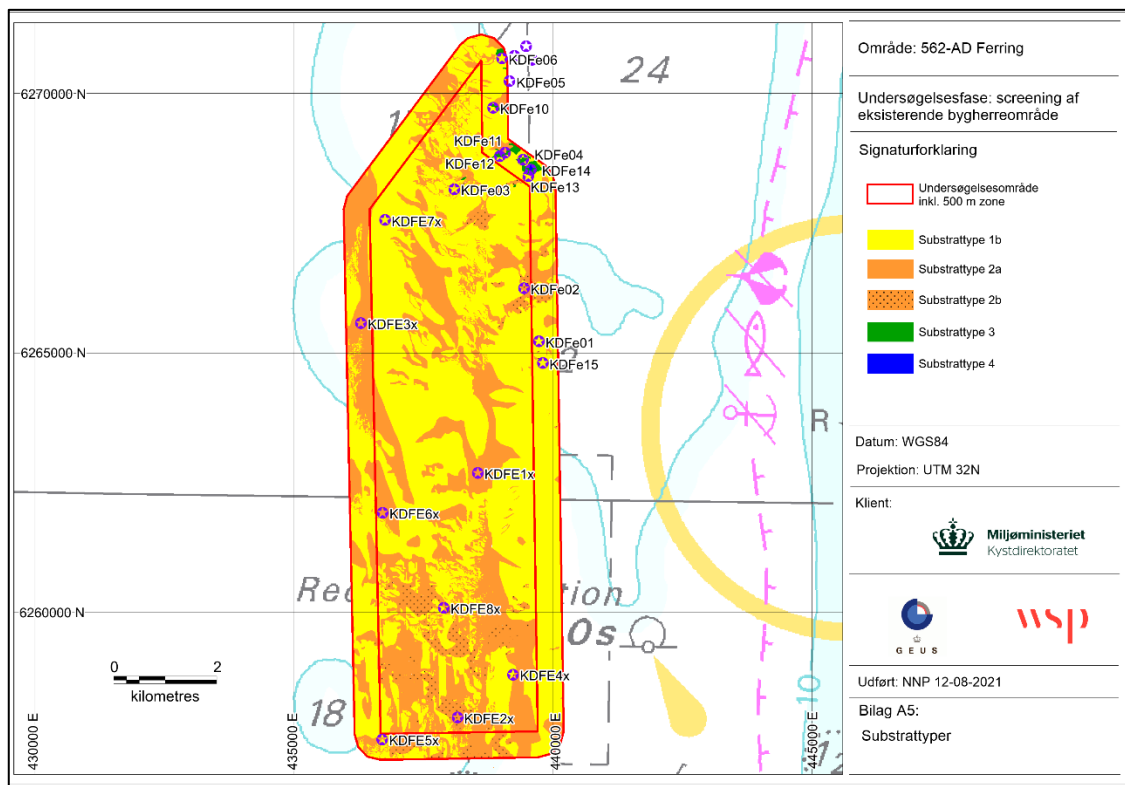 24
6270000 N
KDFe06
KDFe05
KDFe10
KDFe11
KDFe12
KDFe04
KDFe14
KDFe13
KDFe03
KDFE7x
KDFe02
KDFE3x
KDFe01
KDFe15
6265000 N
2
R
KDFE1x
KDFE6x
KDFE8x
6260000 N
Os
KDFE4x
KDFE2x
KDFE5x
18
10
0 2
kilometres
430000 E
435000 E
440000 E
445000 E
Område: 562-AD Ferring
Undersøgelsesfase: screening af
eksisterende bygherreområde
Signaturforklaring
Undersøgelsesområde
inkl. 500 m zone
Substrattype 1b
Substrattype 2a
Substrattype 2b
Substrattype 3
Substrattype 4
Datum: WGS84
Projektion: UTM 32N
Klient:
Miljøministeriet
Kystdirektoratet
GEUS
wsp
Udført: NNP 12-08-2021
Bilag A5:
Substrattyper